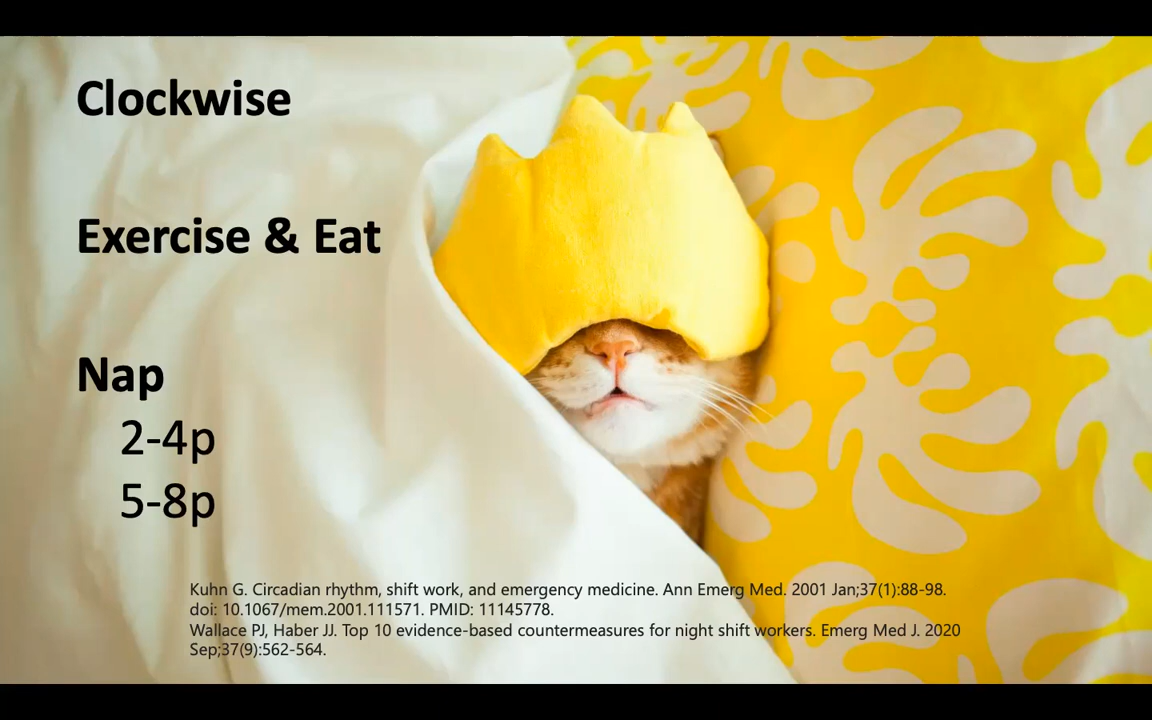 Clockwise
Exercise & Eat
Nap
2-4p
5-8p
Kuhn G. Circadian rhythm, shift work, and emergency medicine. Ann Emerg Med. 2001 Jan;37(1):88-98.
doi: 10.1067/mem.2001.111571. PMID: 11145778.
Wallace PJ, Haber JJ. Top 10 evidence-based countermeasures for night shift workers. Emerg Med J. 2020
Sep;37(9):562-564.